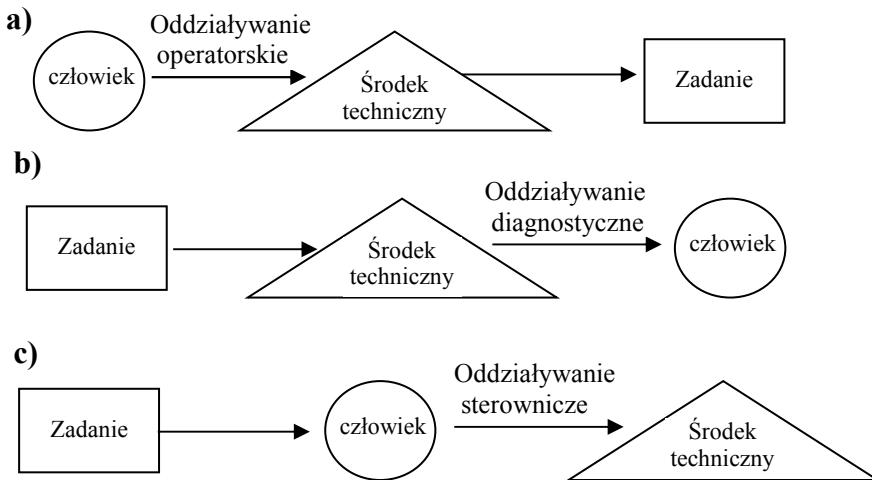 a)
Oddziaływanie
operatorskie
człowiek
Środek
techniczny
Zadanie
b)
Oddziaływanie
diagnostyczne
Zadanie
Środek
techniczny
człowiek
c)
Oddziaływanie
sterownicze
Zadanie
człowiek
Środek
techniczny